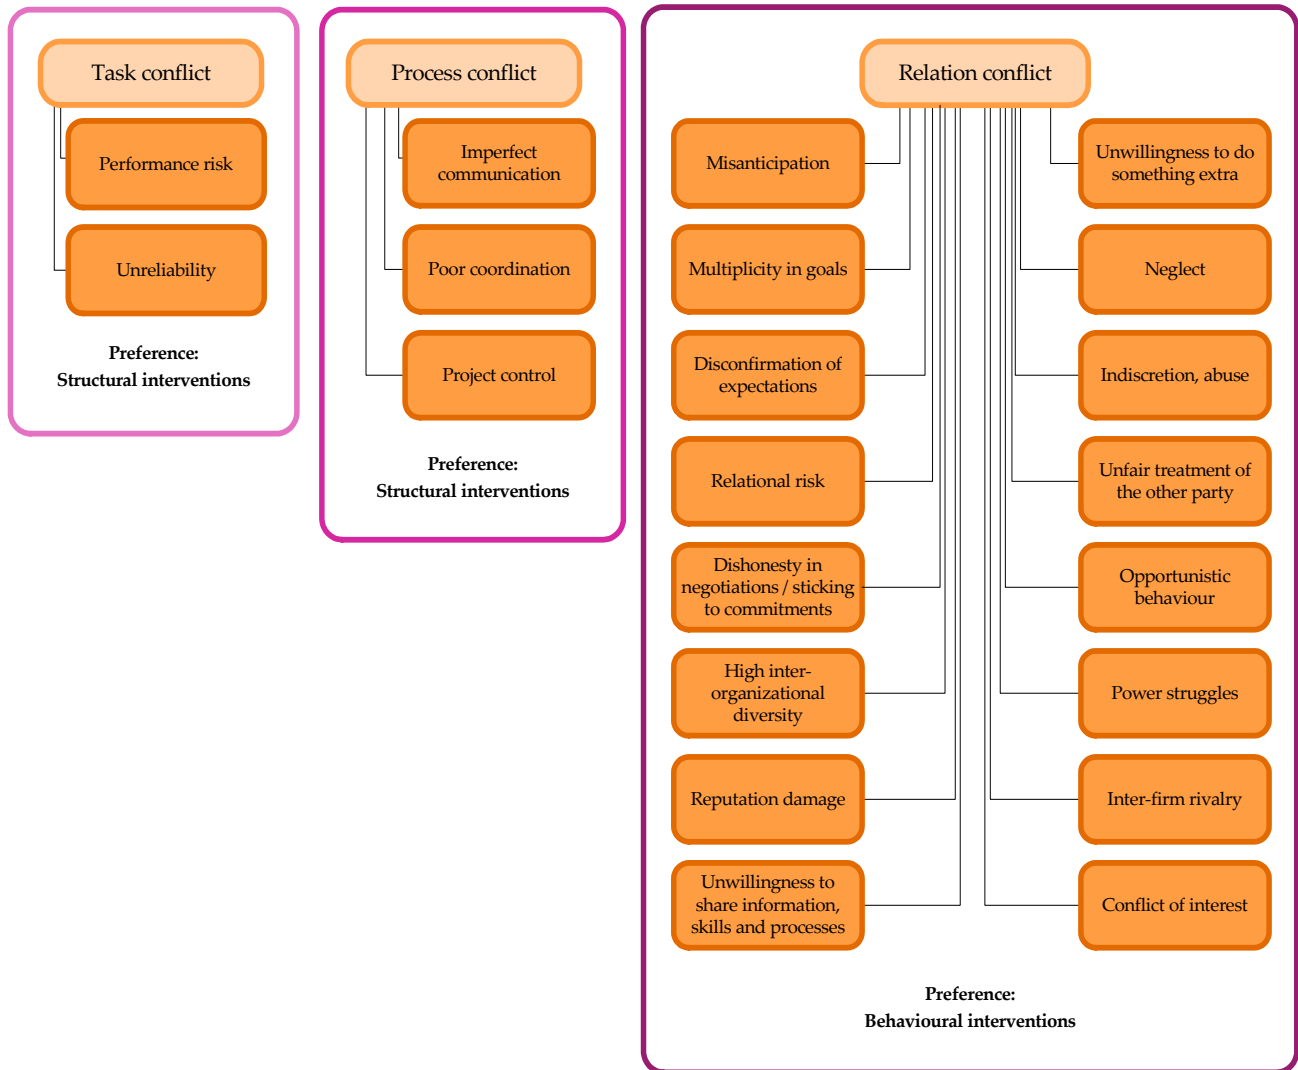 Task conflict
Performance risk
Unreliability
Preference:
Structural interventions
Process conflict
Imperfect
communication
Poor coordination
Project control
Preference:
Structural interventions
Relation conflict
Misanticipation
Multiplicity in goals
Disconfirmation of
expectations
Relational risk
Dishonesty in
negotiations / sticking
to commitments
High inter-
organizational
diversity
Reputation damage
Unwillingness to
share information,
skills and processes
Unwillingness to do
something extra
Neglect
Indiscretion, abuse
Unfair treatment of
the other party
Opportunistic
behaviour
Power struggles
Inter-firm rivalry
Conflict of interest
Preference:
Behavioural interventions